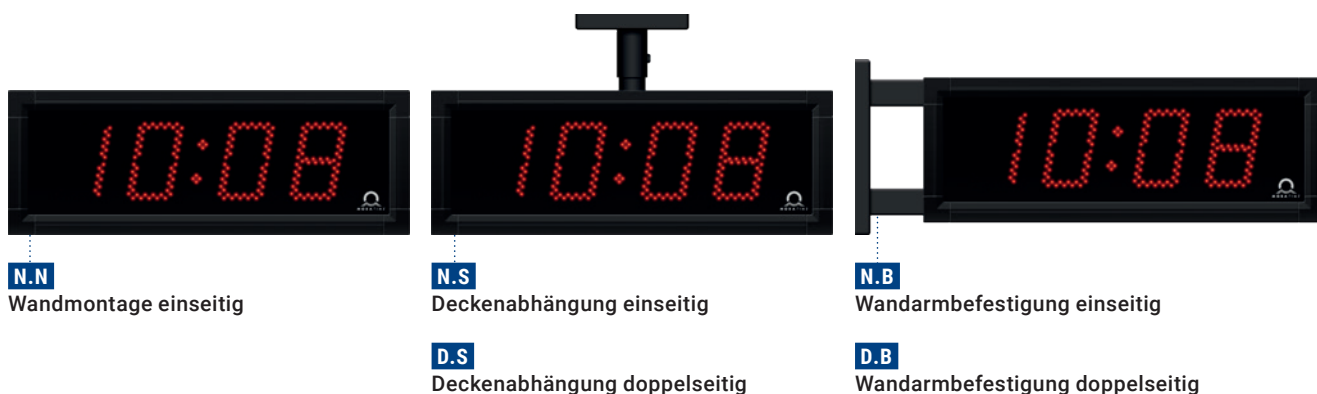 10:08
10:08
10:08
N.N
Wandmontage einseitig
N.S
Deckenabhängung einseitig
D.S
Deckenabhängung doppelseitig
N.B
Wandarmbefestigung einseitig
D.B
Wandarmbefestigung doppelseitig